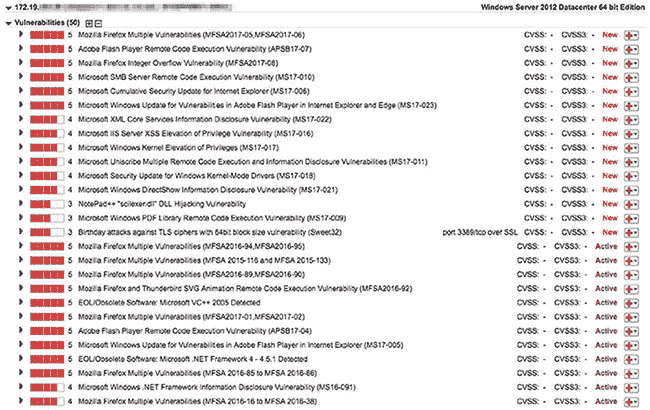 172.19. Windows Server 2012 Datacenter 64 bit Edition
Vulnerabilities (50)
5 Mozilla Firefox Multiple Vulnerabilities (MFSA2017-05,MFSA2017-06) CVSS: - CVSS3: - New
5 Adobe Flash Player Remote Code Execution Vulnerability (APSB17-07) CVSS: - CVSS3: - New
5 Mozilla Firefox Integer Overflow Vulnerability (MFSA2017-08) CVSS: - CVSS3: - New
5 Microsoft SMB Server Remote Code Execution Vulnerability (MS17-010) CVSS: - CVSS3: - New
5 Microsoft Cumulative Security Update for Internet Explorer (MS17-006) CVSS: - CVSS3: - New
5 Microsoft Windows Update for Vulnerabilities in Adobe Flash Player in Internet Explorer and Edge (MS17-023) CVSS: - CVSS3: - New
4 Microsoft XML Core Services Information Disclosure Vulnerability (MS17-022) CVSS: - CVSS3: - New
4 Microsoft IIS Server XSS Elevation of Privilege Vulnerability (MS17-016) CVSS: - CVSS3: - New
4 Microsoft Windows Kernel Elevation of Privileges (MS17-017) CVSS: - CVSS3: - New
4 Microsoft Uniscribe Multiple Remote Code Execution and Information Disclosure Vulnerabilities (MS17-011) CVSS: - CVSS3: - New
4 Microsoft Security Update for Windows Kernel-Mode Drivers (MS17-018) CVSS: - CVSS3: - New
4 Microsoft Windows DirectShow Information Disclosure Vulnerability (MS17-021) CVSS: - CVSS3: - New
3 NotePad++ "scilexer.dll" DLL Hijacking Vulnerability CVSS: - CVSS3: - New
3 Microsoft Windows PDF Library Remote Code Execution Vulnerability (MS17-009) CVSS: - CVSS3: - New
3 Birthday attacks against TLS ciphers with 64bit block size vulnerability (Sweet32) port 3389/tcp over SSL CVSS: - CVSS3: - New
5 Mozilla Firefox Multiple Vulnerabilities (MFSA2016-94,MFSA2016-95) CVSS: - CVSS3: - Active
5 Mozilla Firefox Multiple Vulnerabilities (MFSA 2015-116 and MFSA 2015-133) CVSS: - CVSS3: - Active
5 Mozilla Firefox Multiple Vulnerabilities (MFSA2016-89,MFSA2016-90) CVSS: - CVSS3: - Active
5 Mozilla Firefox and Thunderbird SVG Animation Remote Code Execution Vulnerability (MFSA2016-92) CVSS: - CVSS3: - Active
5 EOL/Obsolete Software: Microsoft VC++ 2005 Detected CVSS: - CVSS3: - Active
5 Mozilla Firefox Multiple Vulnerabilities (MFSA2017-01,MFSA2017-02) CVSS: - CVSS3: - Active
5 Adobe Flash Player Remote Code Execution Vulnerability (APSB17-04) CVSS: - CVSS3: - Active
5 Microsoft Windows Update for Vulnerabilities in Adobe Flash Player in Internet Explorer (MS17-005) CVSS: - CVSS3: - Active
5 EOL/Obsolete Software: Microsoft .NET Framework 4 - 4.5.1 Detected CVSS: - CVSS3: - Active
5 Mozilla Firefox Multiple Vulnerabilities (MFSA 2016-85 to MFSA 2016-86) CVSS: - CVSS3: - Active
4 Microsoft Windows .NET Framework Information Disclosure Vulnerability (MS16-091) CVSS: - CVSS3: - Active
4 Mozilla Firefox Multiple Vulnerabilities (MFSA 2016-16 to MFSA 2016-38) CVSS: - CVSS3: - Active